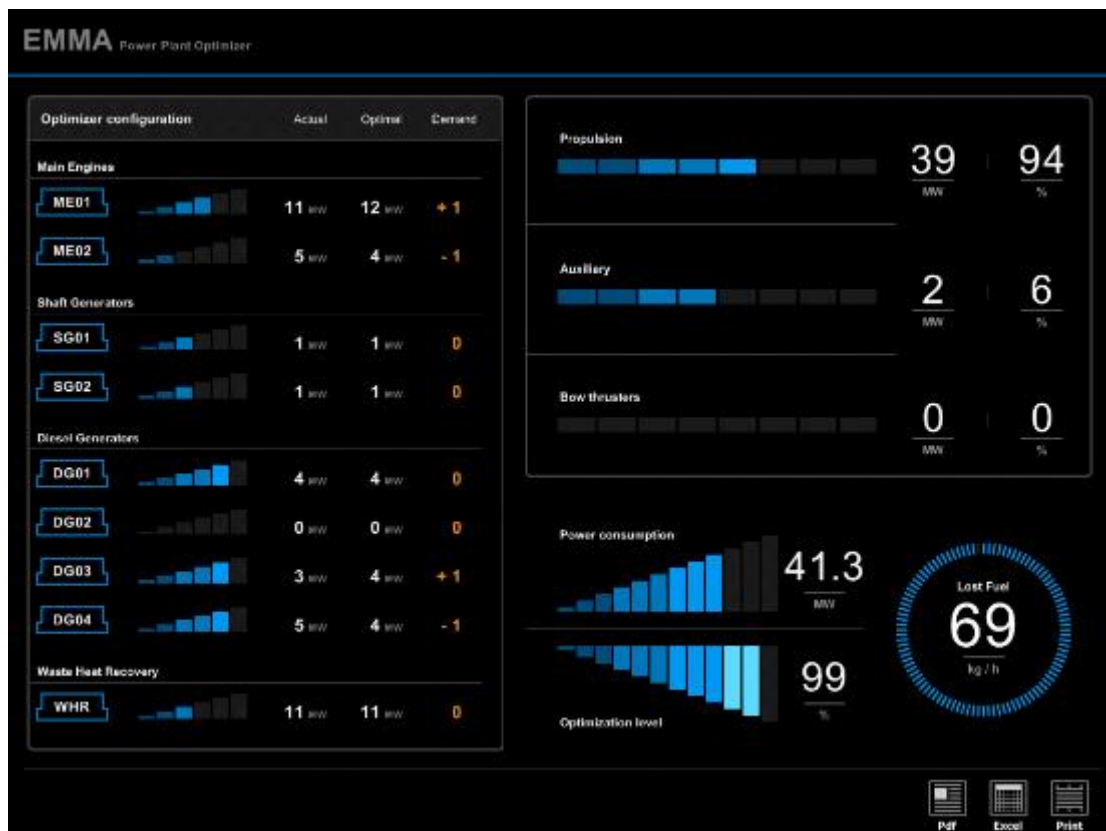 EMMA Power Plant Optimizer
Optimizer configuration Actual Optimal Demand
Main Engines
ME01 11 MW 12 MW + 1
ME02 5 MW 4 MW - 1
Shaft Generators
SG01 1 MW 1 MW 0
SG02 1 MW 1 MW 0
Diesel Generators
DG01 4 MW 4 MW 0
DG02 0 MW 0 MW 0
DG03 3 MW 4 MW + 1
DG04 5 MW 4 MW - 1
Waste Heat Recovery
WHR 11 MW 11 MW 0
Propulsion
39 94
MW %
Auxiliary
2 6
MW %
Bow thrusters
0 0
MW %
Power consumption
41.3
MW
99
%
Optimization level
Lost Fuel
69
kg / h
Pdf Excel Print